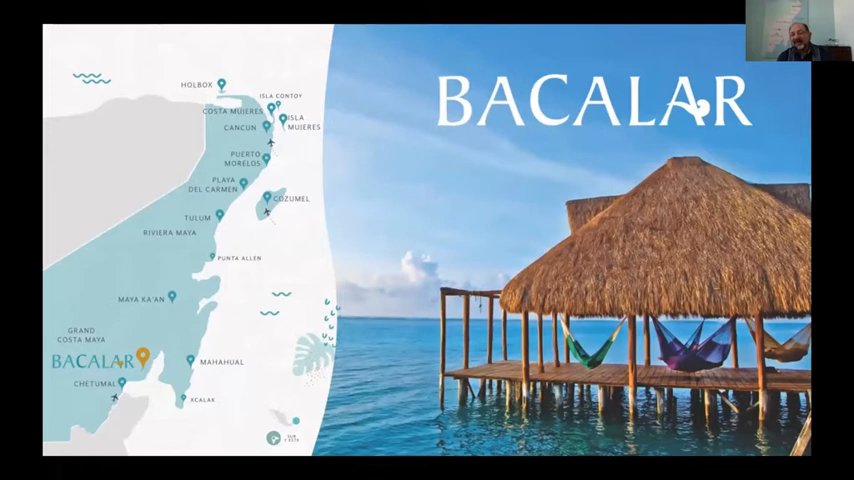 BACALAR
HOLBOX
ISLA CONTOY
COSTA MUJERES
ISLA
MUJERES
CANCUN
PUERTO
MORELOS
PLAYA
DEL CARMEN
COZUMEL
TULUM
RIVIERA MAYA
PUNTA ALLEN
MAYA KA'AN
GRAND
COSTA MAYA
BACALAR
MAHAHUAL
CHETUMAL
XCALAK